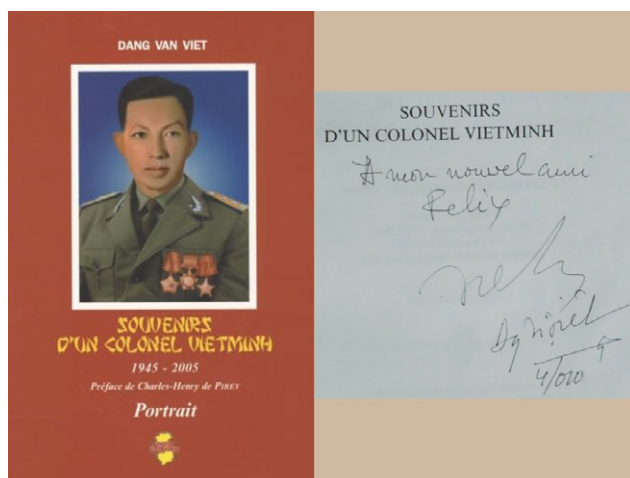 DANG VAN VIET
SOUVENIRS
D'UN COLONEL VIETMINH
1945 - 2005
Préface de Charles-Henry de PIREY
Portrait
SOUVENIRS
D'UN COLONEL VIETMINH
A mon nouvel ami
Felix